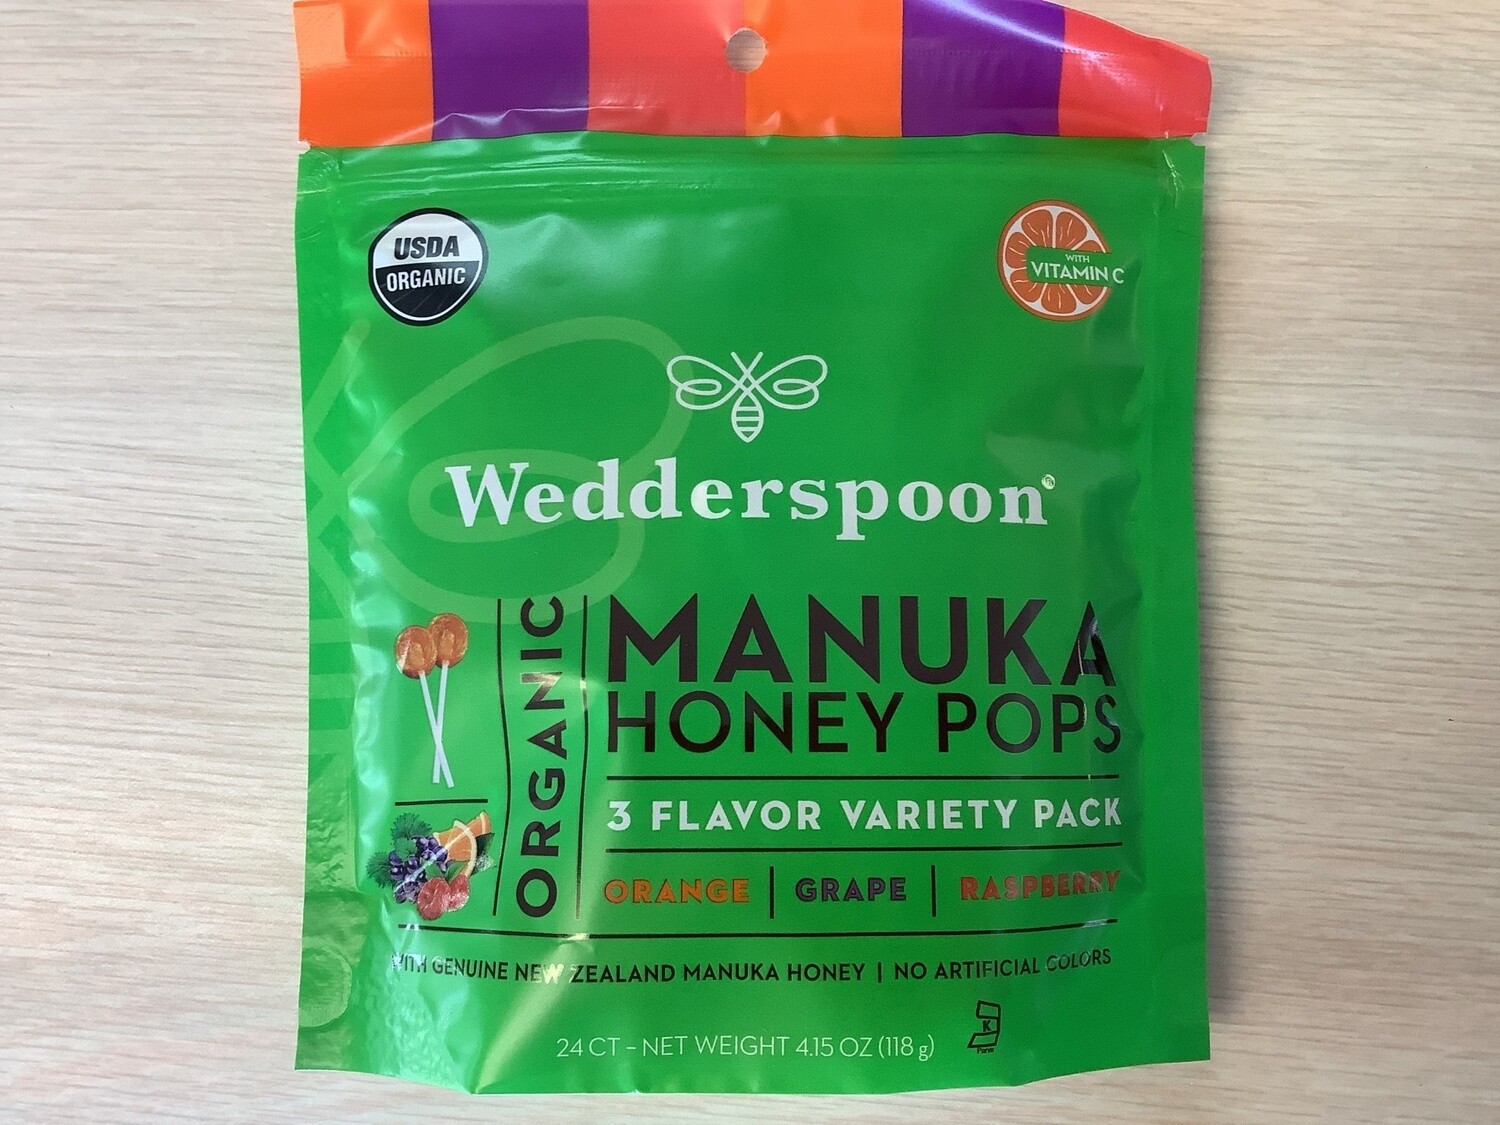 USDA
ORGANIC
WITH
VITAMIN C
Wedderspoon®
ORGANIC
MANUKA
HONEY POPS
3 FLAVOR VARIETY PACK
ORANGE | GRAPE | RASPBERRY
WITH GENUINE NEW ZEALAND MANUKA HONEY | NO ARTIFICIAL COLORS
24 CT – NET WEIGHT 4.15 OZ (118 g)
K
Parve